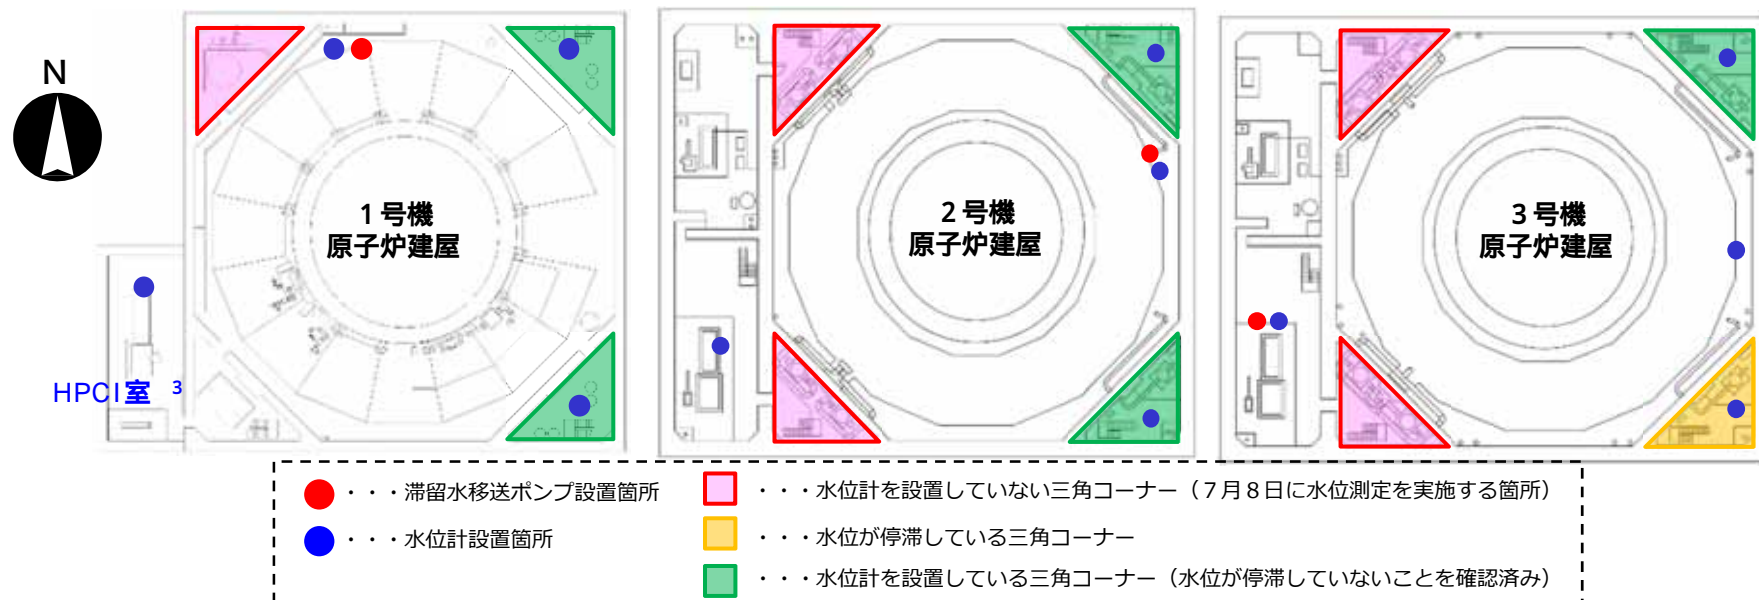 N
1号機
原子炉建屋
2号機
原子炉建屋
3号機
原子炉建屋
HPCI室 3
・・・滞留水移送ポンプ設置箇所
・・・水位計設置箇所
・・・水位計を設置していない三角コーナー（７月８日に水位測定を実施する箇所）
・・・水位が停滞している三角コーナー
・・・水位計を設置している三角コーナー（水位が停滞していないことを確認済み）